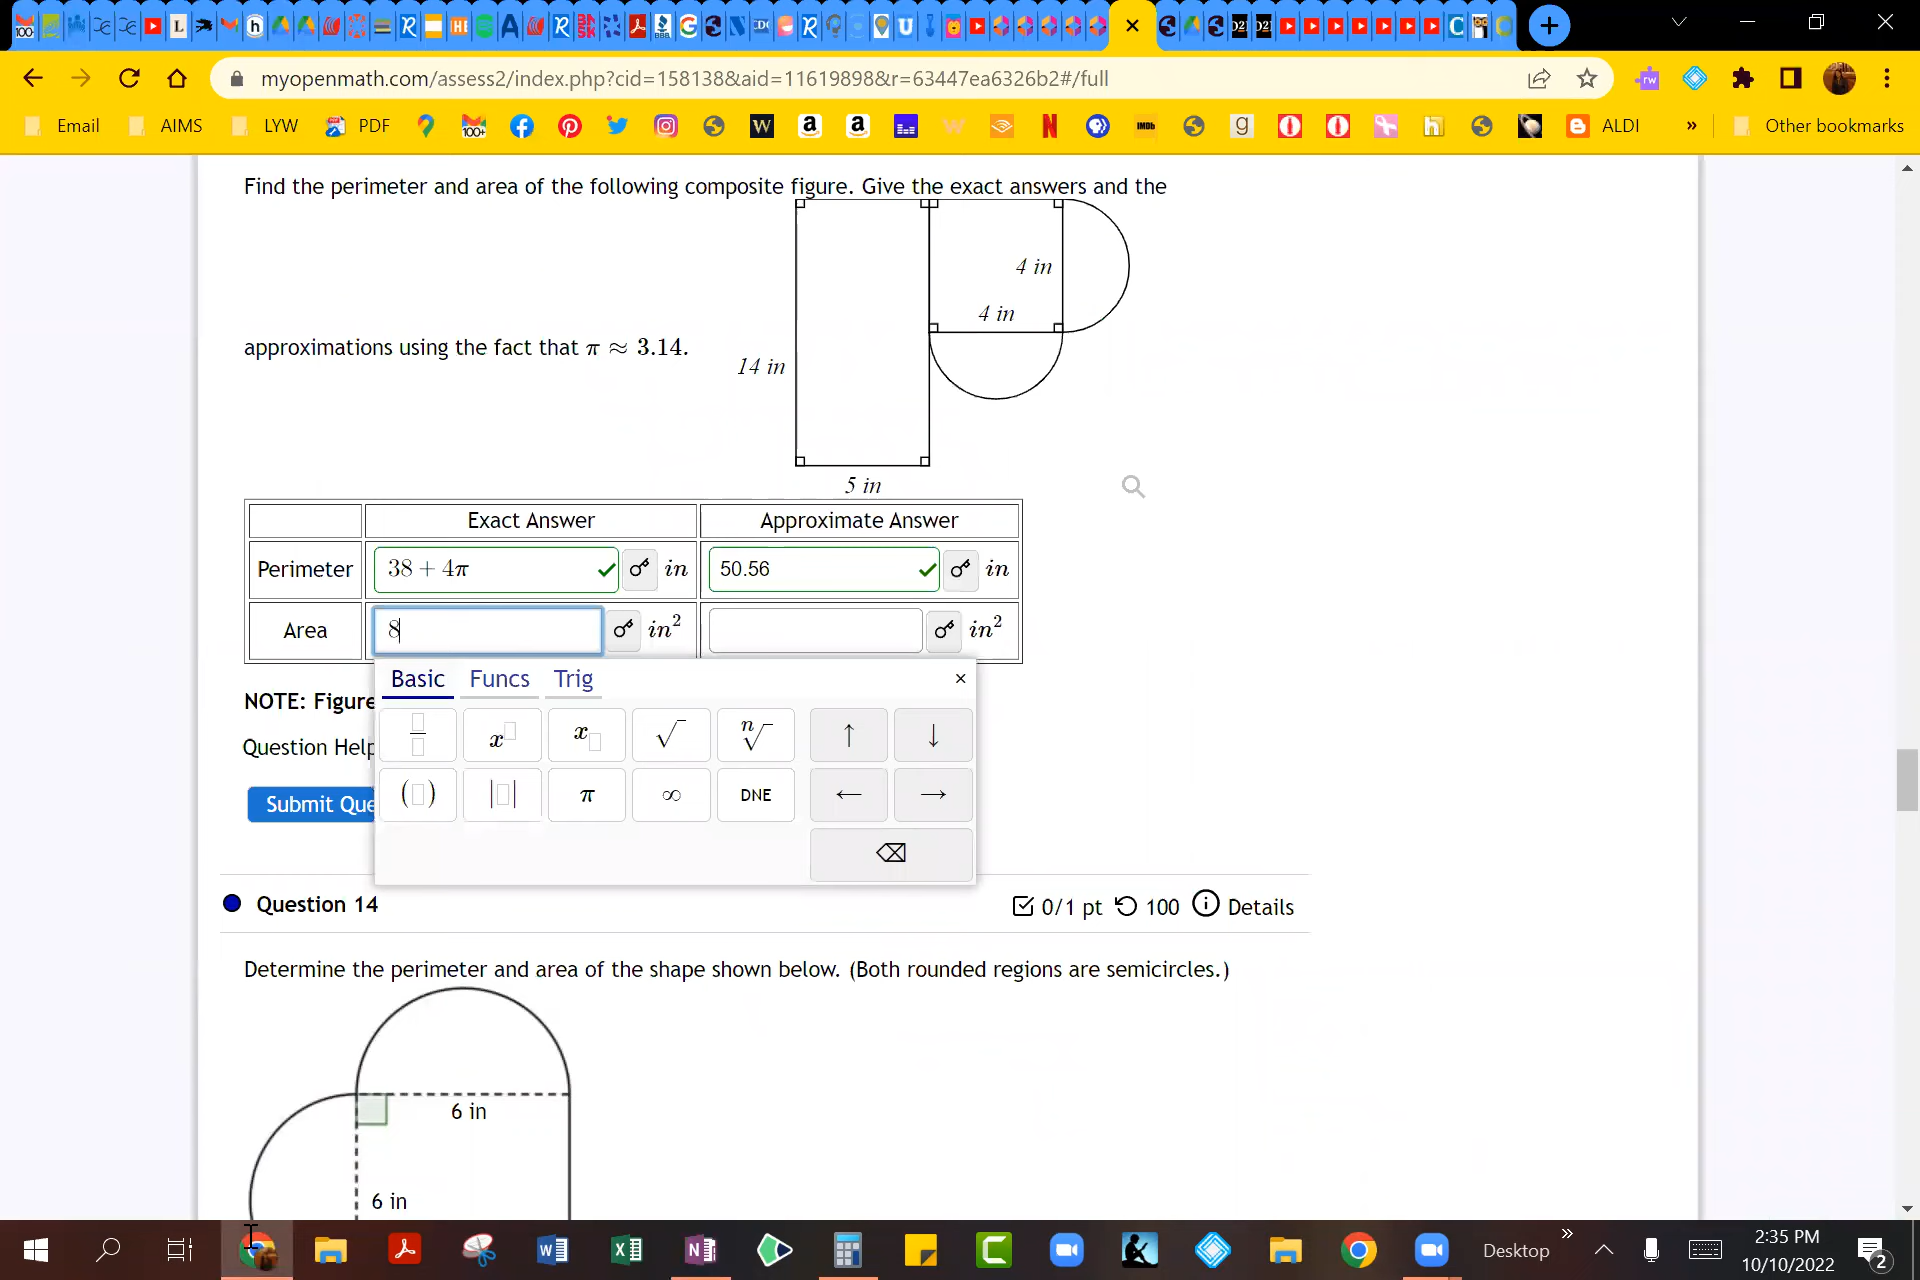 myopenmath.com/assess2/index.php?cid=158138&aid=11619898&r=63447ea6326b2#/full
Email AIMS LYW PDF ALDI » Other bookmarks
Find the perimeter and area of the following composite figure. Give the exact answers and the
4 in
4 in
approximations using the fact that π ≈ 3.14.
14 in
5 in
Exact Answer Approximate Answer
Perimeter 38 + 4π in 50.56 in
Area 8 in² in²
Basic Funcs Trig ×
NOTE: Figure
Question Help
Submit Que
DNE
Question 14 0/1 pt 100 Details
Determine the perimeter and area of the shape shown below. (Both rounded regions are semicircles.)
6 in
6 in
Desktop
2:35 PM
10/10/2022
2